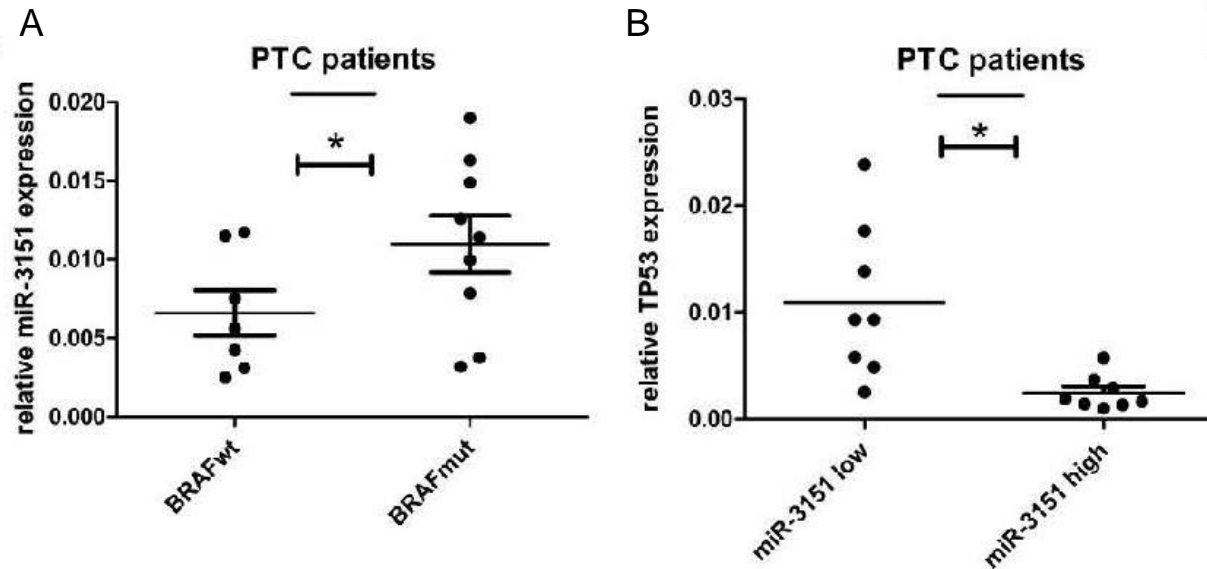 A
PTC patients
relative miR-3151 expression
0.020
0.015
0.010
0.005
0.000
*
BRAFwt
BRAFmut
B
PTC patients
relative TP53 expression
0.03
0.02
0.01
0.00
*
miR-3151 low
miR-3151 high